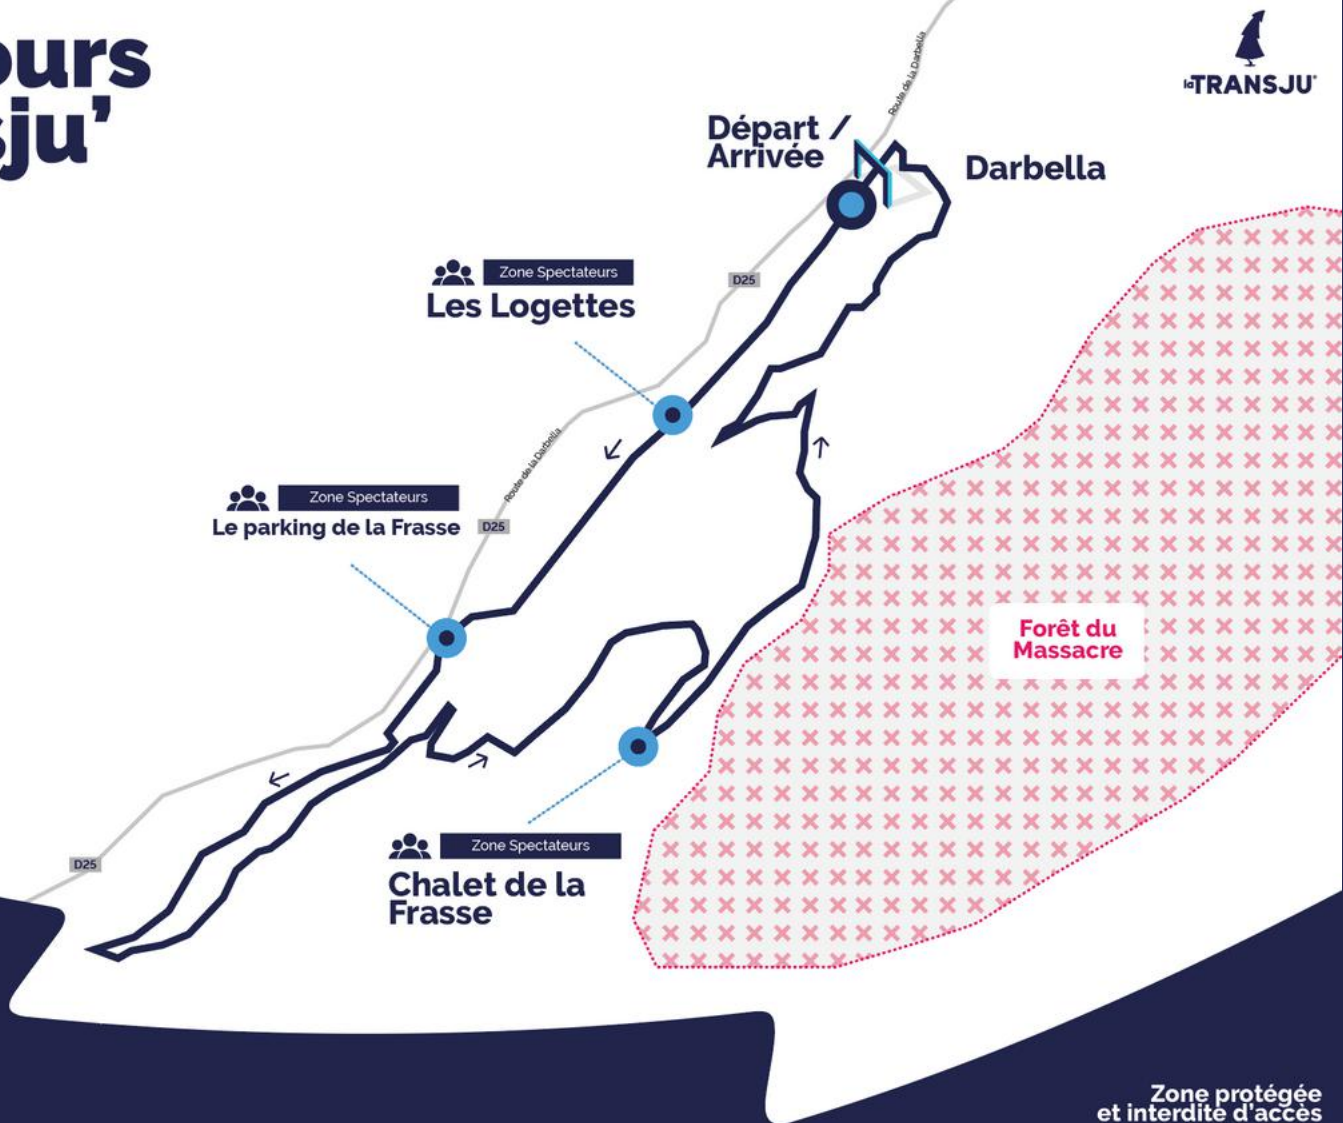 ours
sju'
la TRANSJU'
Route de la Darbella
Départ /
Arrivée
Darbella
Zone Spectateurs
Les Logettes
D25
Route de la Darbella
Zone Spectateurs
Le parking de la Frasse
D25
Forêt du
Massacre
Zone Spectateurs
Chalet de la
Frasse
D25
Zone protégée
et interdite d'accès